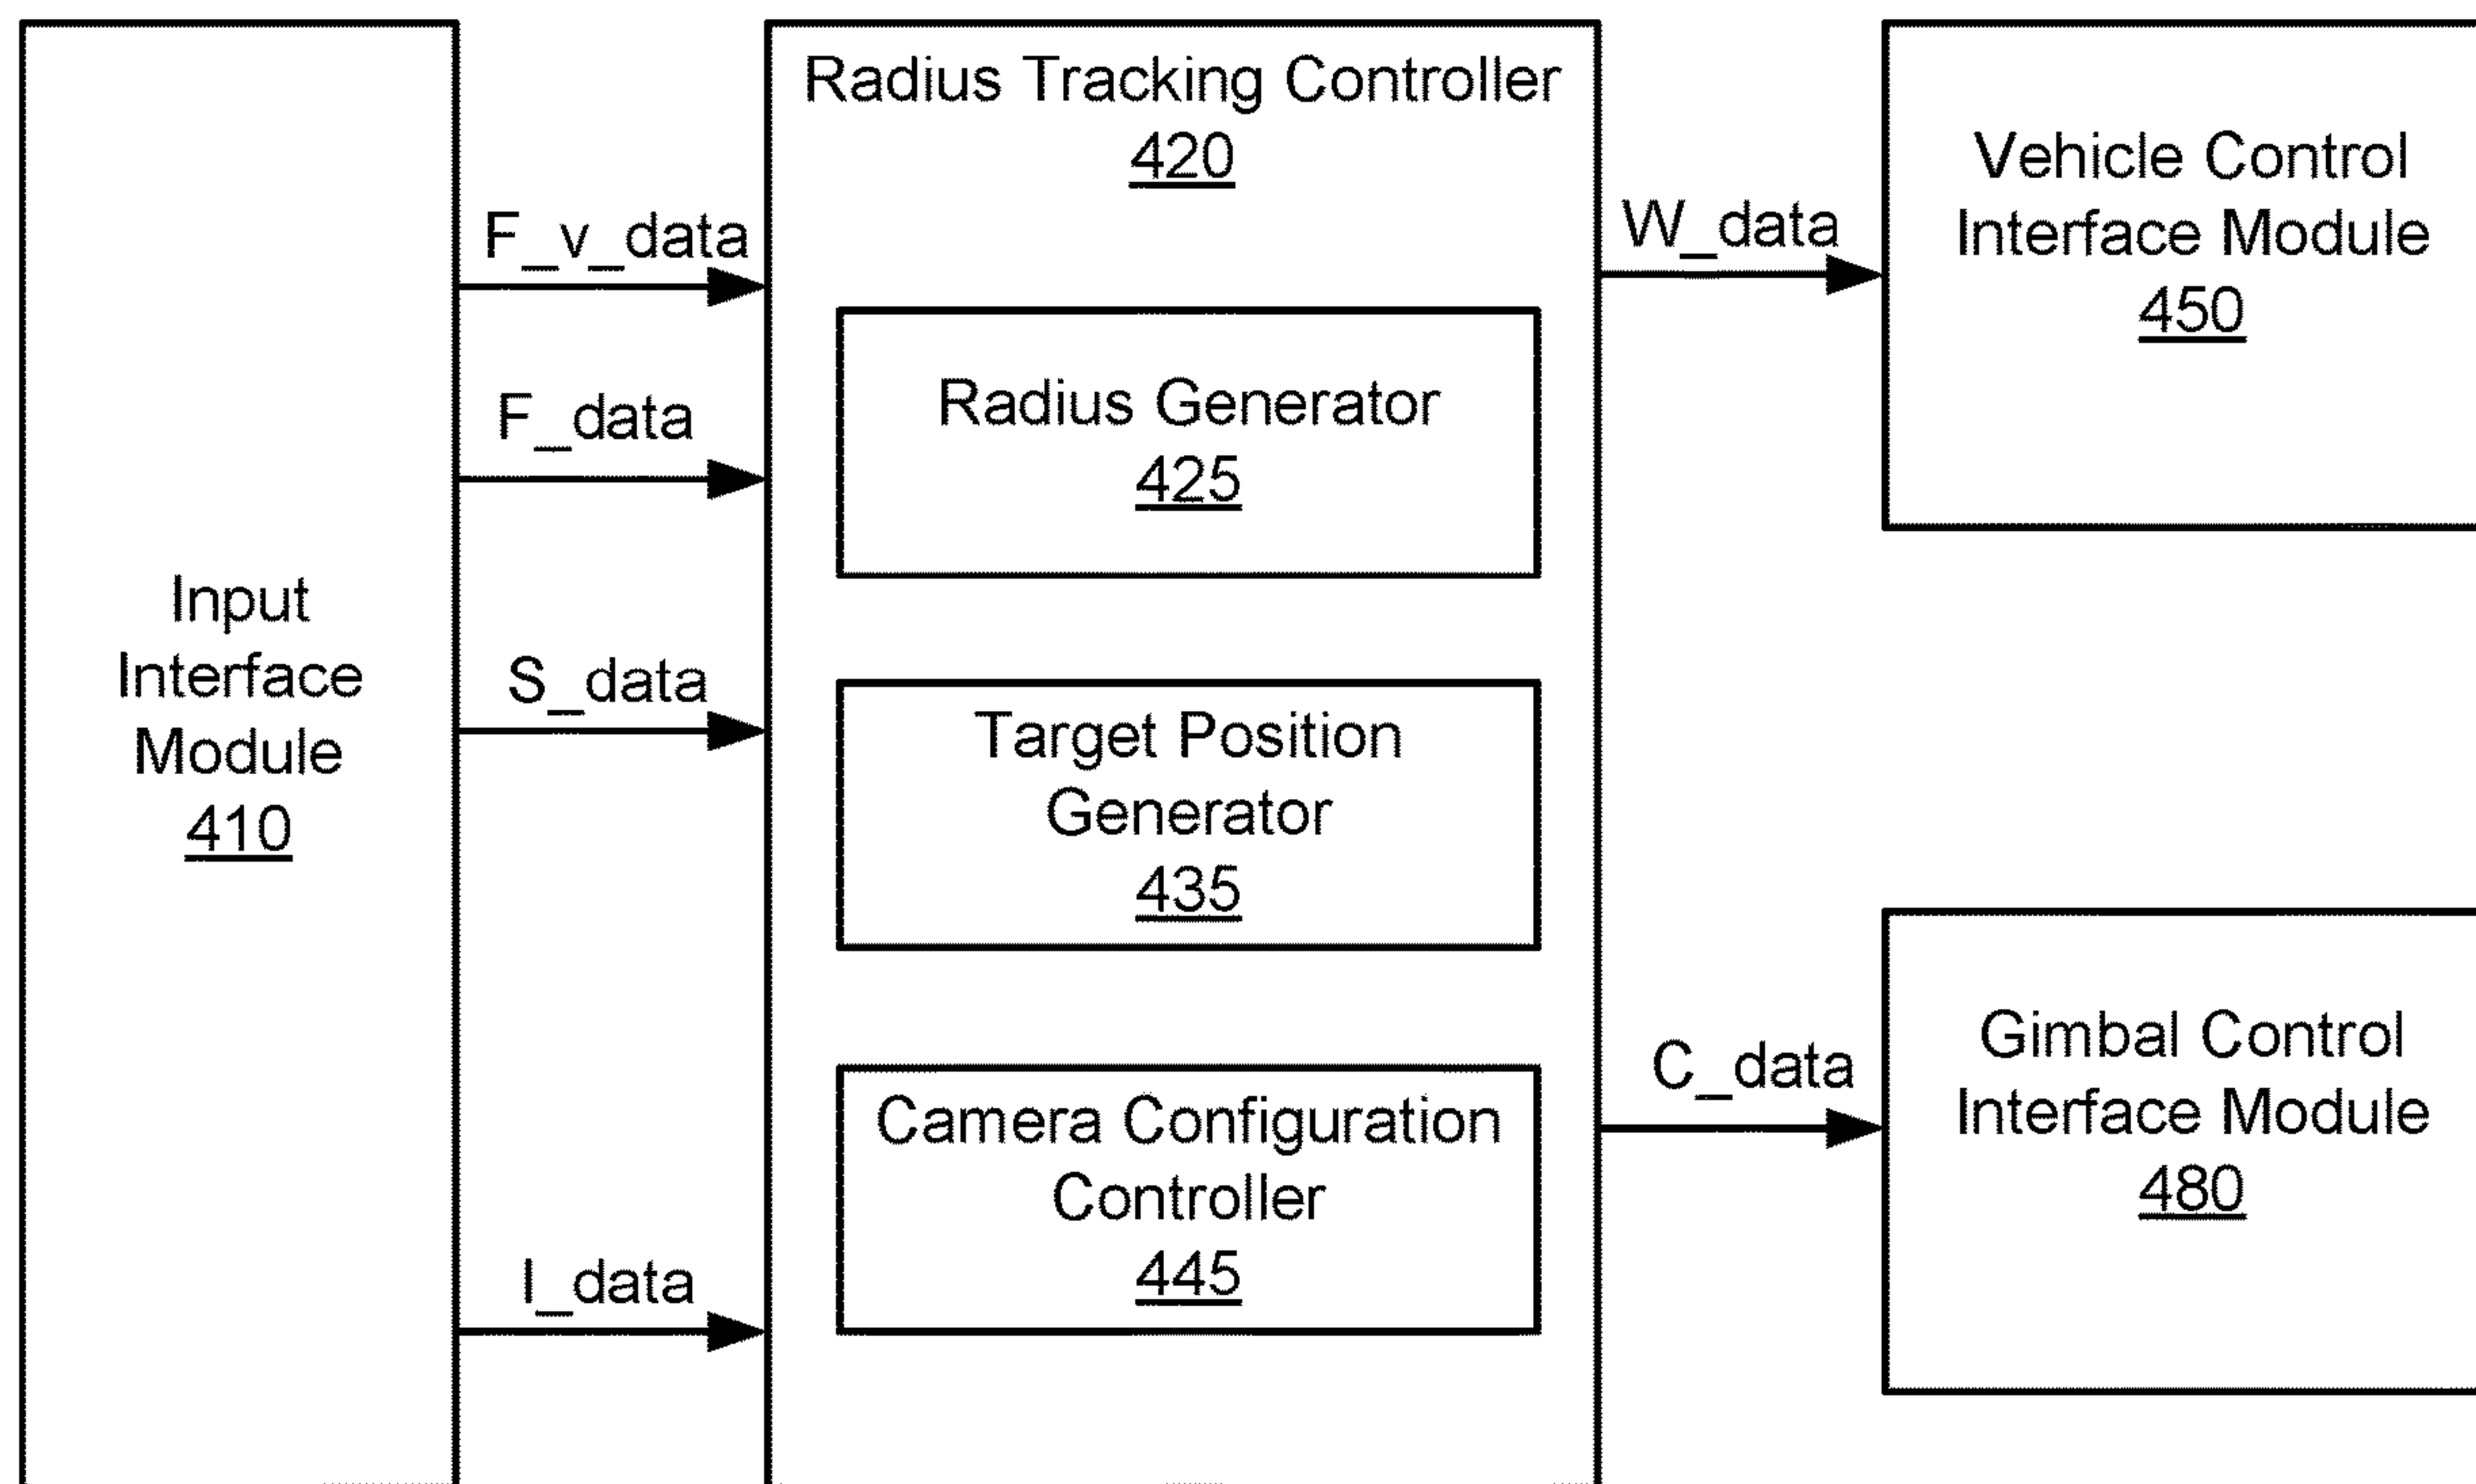 Input
Interface
Module
410
F_v_data
F_data
S_data
I_data
Radius Tracking Controller
420
Radius Generator
425
Target Position
Generator
435
Camera Configuration
Controller
445
W_data
C_data
Vehicle Control
Interface Module
450
Gimbal Control
Interface Module
480